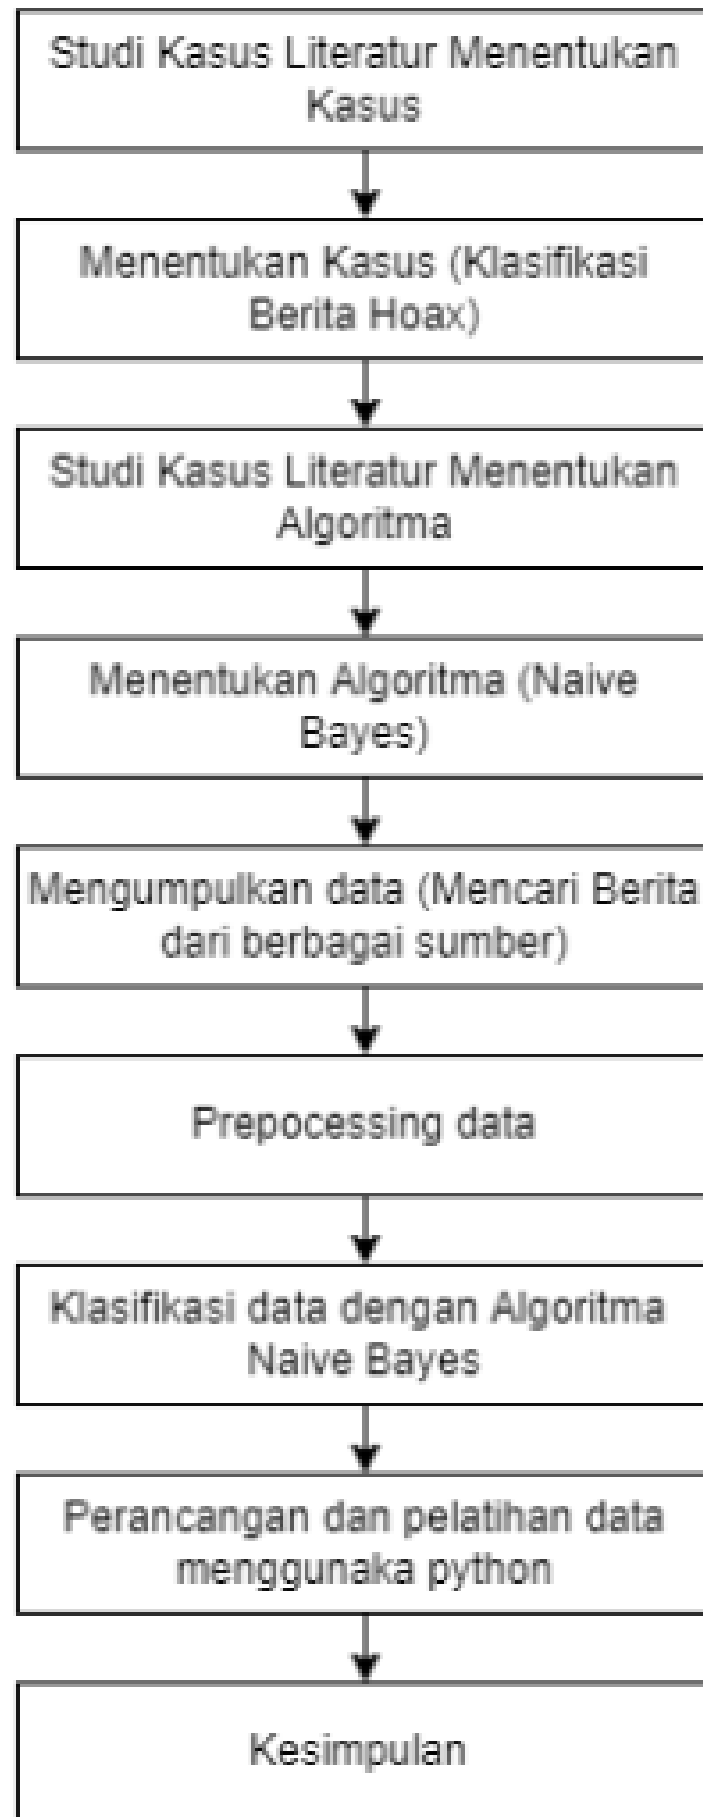 Studi Kasus Literatur Menentukan
Kasus
Menentukan Kasus (Klasifikasi
Berita Hoax)
Studi Kasus Literatur Menentukan
Algoritma
Menentukan Algoritma (Naive
Bayes)
Mengumpulkan data (Mencari Berita
dari berbagai sumber)
Prepocessing data
Klasifikasi data dengan Algoritma
Naive Bayes
Perancangan dan pelatihan data
menggunaka python
Kesimpulan